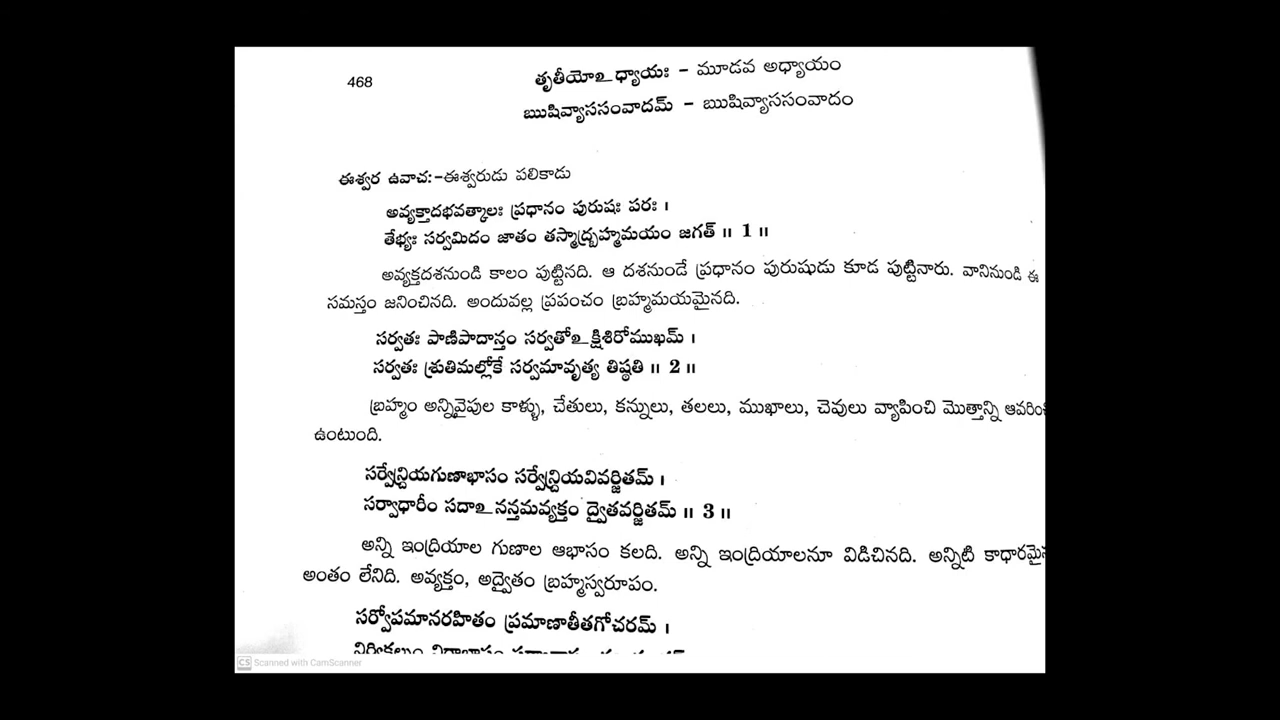 468
తృతీయోఽధ్యాయః - మూడవ అధ్యాయం
ఋషివ్యాససంవాదమ్ - ఋషివ్యాససంవాదం
ఈశ్వర ఉవాచ:-ఈశ్వరుడు పలికాడు
అవ్యక్తాదభవత్కాలః ప్రధానం పురుషః పరః ।
తేభ్యః సర్వమిదం జాతం తస్మాద్బ్రహ్మమయం జగత్ ॥ 1 ॥
అవ్యక్తదశనుండి కాలం పుట్టినది. ఆ దశనుండే ప్రధానం పురుషుడు కూడ పుట్టినారు. వానినుండి ఈ
సమస్తం జనించినది. అందువల్ల ప్రపంచం బ్రహ్మమయమైనది.
సర్వతః పాణిపాదాన్తం సర్వతోఽక్షిశిరోముఖమ్ ।
సర్వతః శ్రుతిమల్లోకే సర్వమావృత్య తిష్ఠతి ॥ 2 ॥
బ్రహ్మం అన్నివైపుల కాళ్ళు, చేతులు, కన్నులు, తలలు, ముఖాలు, చెవులు వ్యాపించి మొత్తాన్ని
ఉంటుంది.
సర్వేన్ద్రియగుణాభాసం సర్వేన్ద్రియవివర్జితమ్ ।
సర్వాధారీం సదాఽనన్తమవ్యక్తం ద్వైతవర్జితమ్ ॥ 3 ॥
అన్ని ఇంద్రియాల గుణాల ఆభాసం కలది. అన్ని ఇంద్రియాలనూ విడిచినది. అన్నిటి
అంతం లేనిది. అవ్యక్తం, అద్వైతం బ్రహ్మస్వరూపం.
సర్వోపమానరహితం ప్రమాణాతీతగోచరమ్ ।
CS Scanned with CamScanner